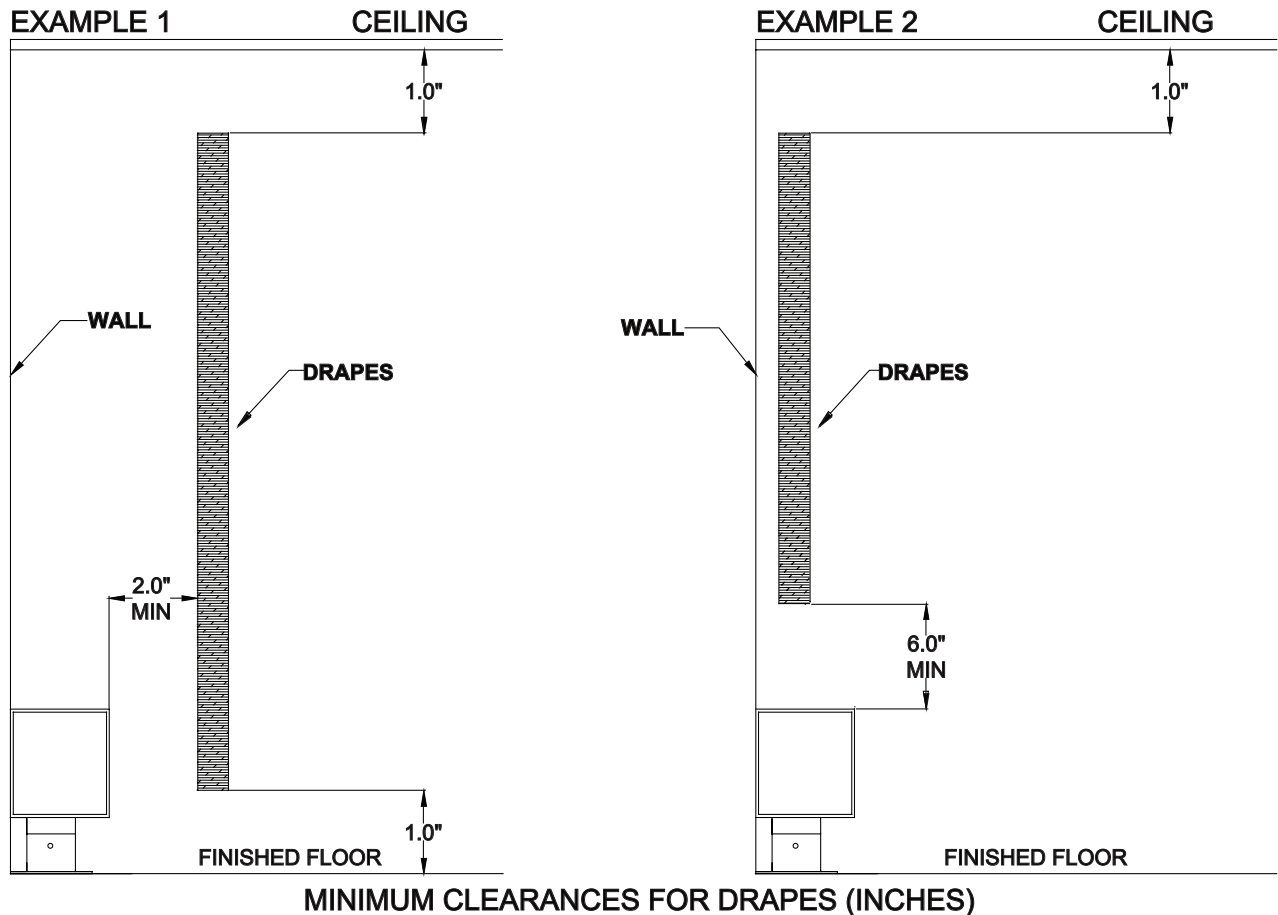 EXAMPLE 1
CEILING
1.0"
WALL
DRAPES
2.0"
MIN
1.0"
FINISHED FLOOR
EXAMPLE 2
CEILING
1.0"
WALL
DRAPES
6.0"
MIN
FINISHED FLOOR
MINIMUM CLEARANCES FOR DRAPES (INCHES)